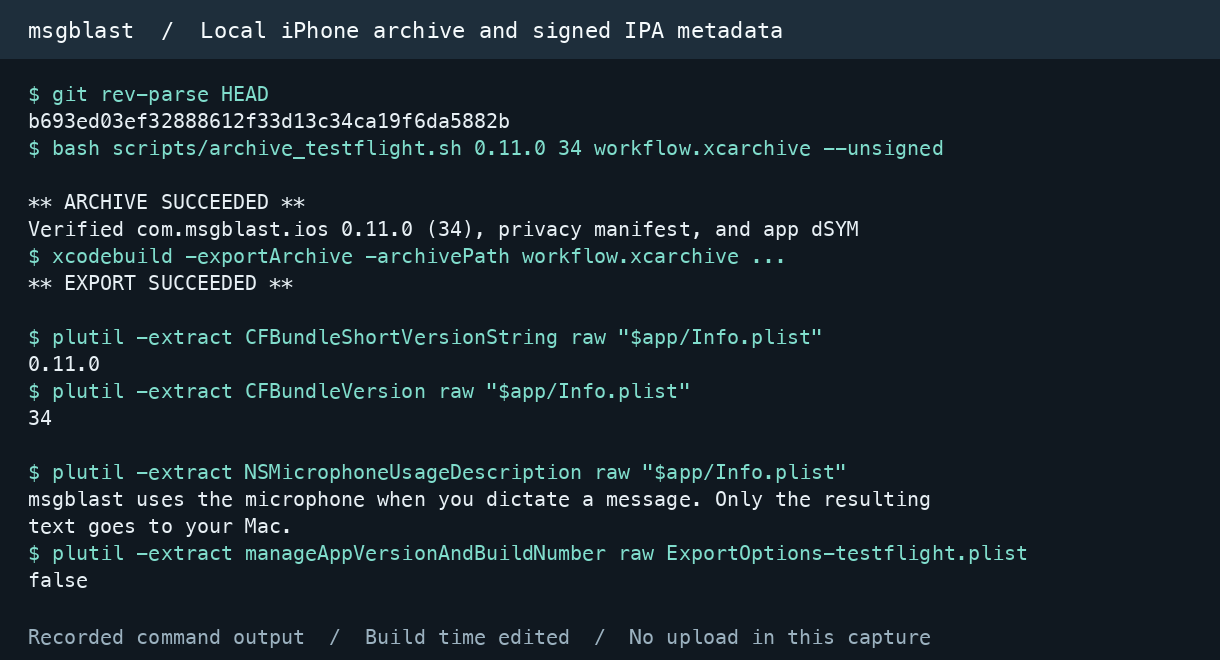 msgblast  /  Local iPhone archive and signed IPA metadata
$ git rev-parse HEAD
b693ed03ef32888612f33d13c34ca19f6da5882b
$ bash scripts/archive_testflight.sh 0.11.0 34 workflow.xcarchive --unsigned
** ARCHIVE SUCCEEDED **
Verified com.msgblast.ios 0.11.0 (34), privacy manifest, and app dSYM
$ xcodebuild -exportArchive -archivePath workflow.xcarchive ...
** EXPORT SUCCEEDED **
$ plutil -extract CFBundleShortVersionString raw "$app/Info.plist"
0.11.0
$ plutil -extract CFBundleVersion raw "$app/Info.plist"
34
$ plutil -extract NSMicrophoneUsageDescription raw "$app/Info.plist"
msgblast uses the microphone when you dictate a message. Only the resulting
text goes to your Mac.
$ plutil -extract manageAppVersionAndBuildNumber raw ExportOptions-testflight.plist
false
Recorded command output  /  Build time edited  /  No upload in this capture